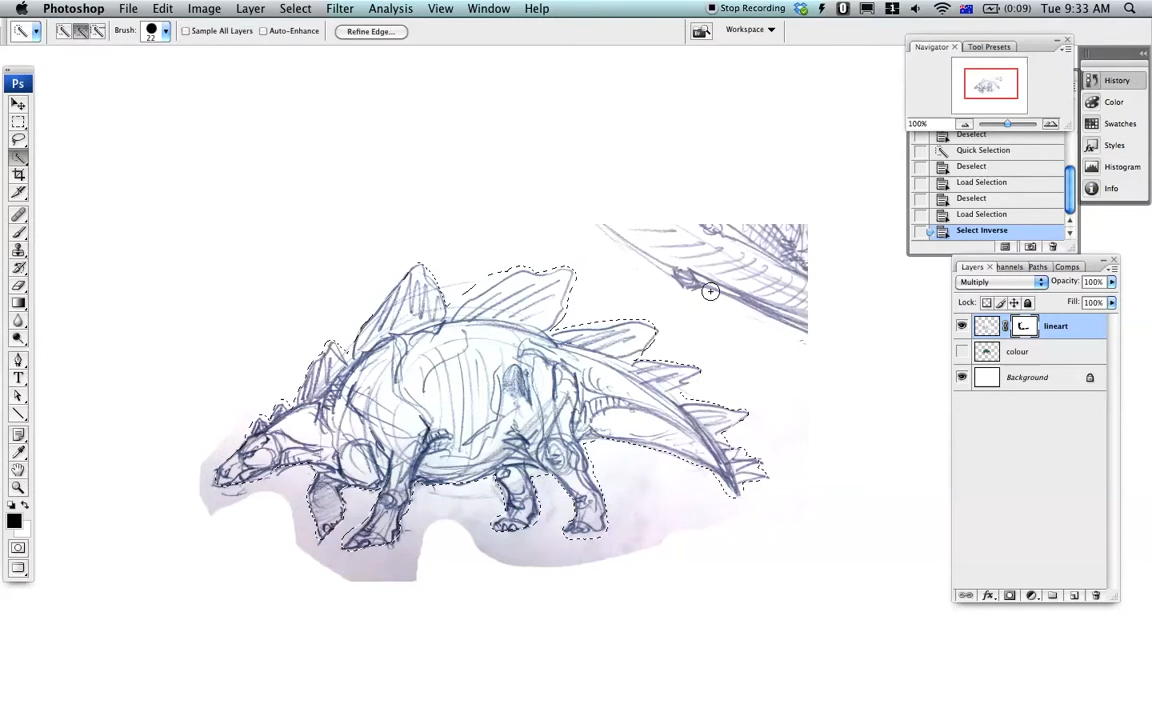 Photoshop File Edit Image Layer Select Filter Analysis View Window Help Stop Recording 1 (0:09) Tue 9:33 AM
Brush: 22 Sample All Layers Auto-Enhance Refine Edge... Workspace
Navigator Tool Presets
100%
Deselect
Quick Selection
Deselect
Load Selection
Deselect
Load Selection
Select Inverse
History
Color
Swatches
Styles
Histogram
Info
Ps
T
Layers hannels Paths Comps
Multiply Opacity: 100%
Lock: Fill: 100%
lineart
colour
Background
fx